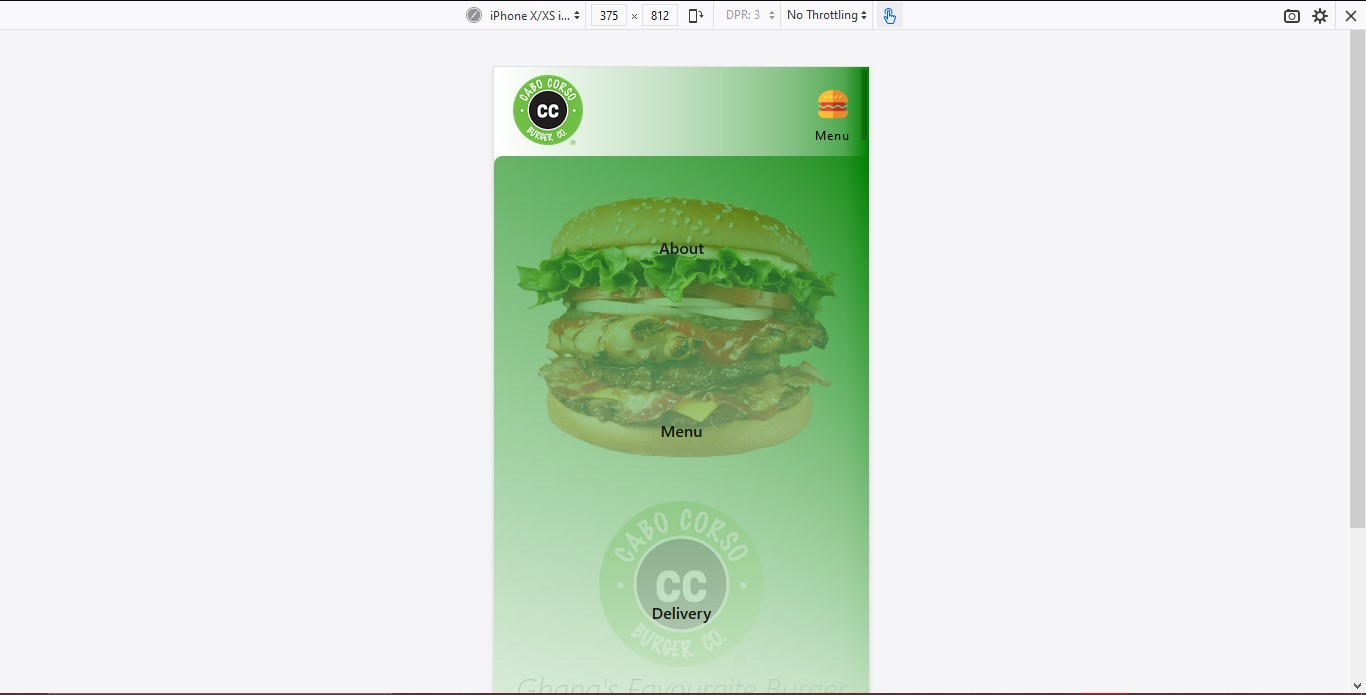 iPhone X/XS i... 375 × 812 DPR: 3 No Throttling
CABO CORSO
CC
BURGER CO.
®
Menu
About
Menu
CABO CORSO
CC
Delivery
BURGER CO.
Ghana's Favouraite Burger